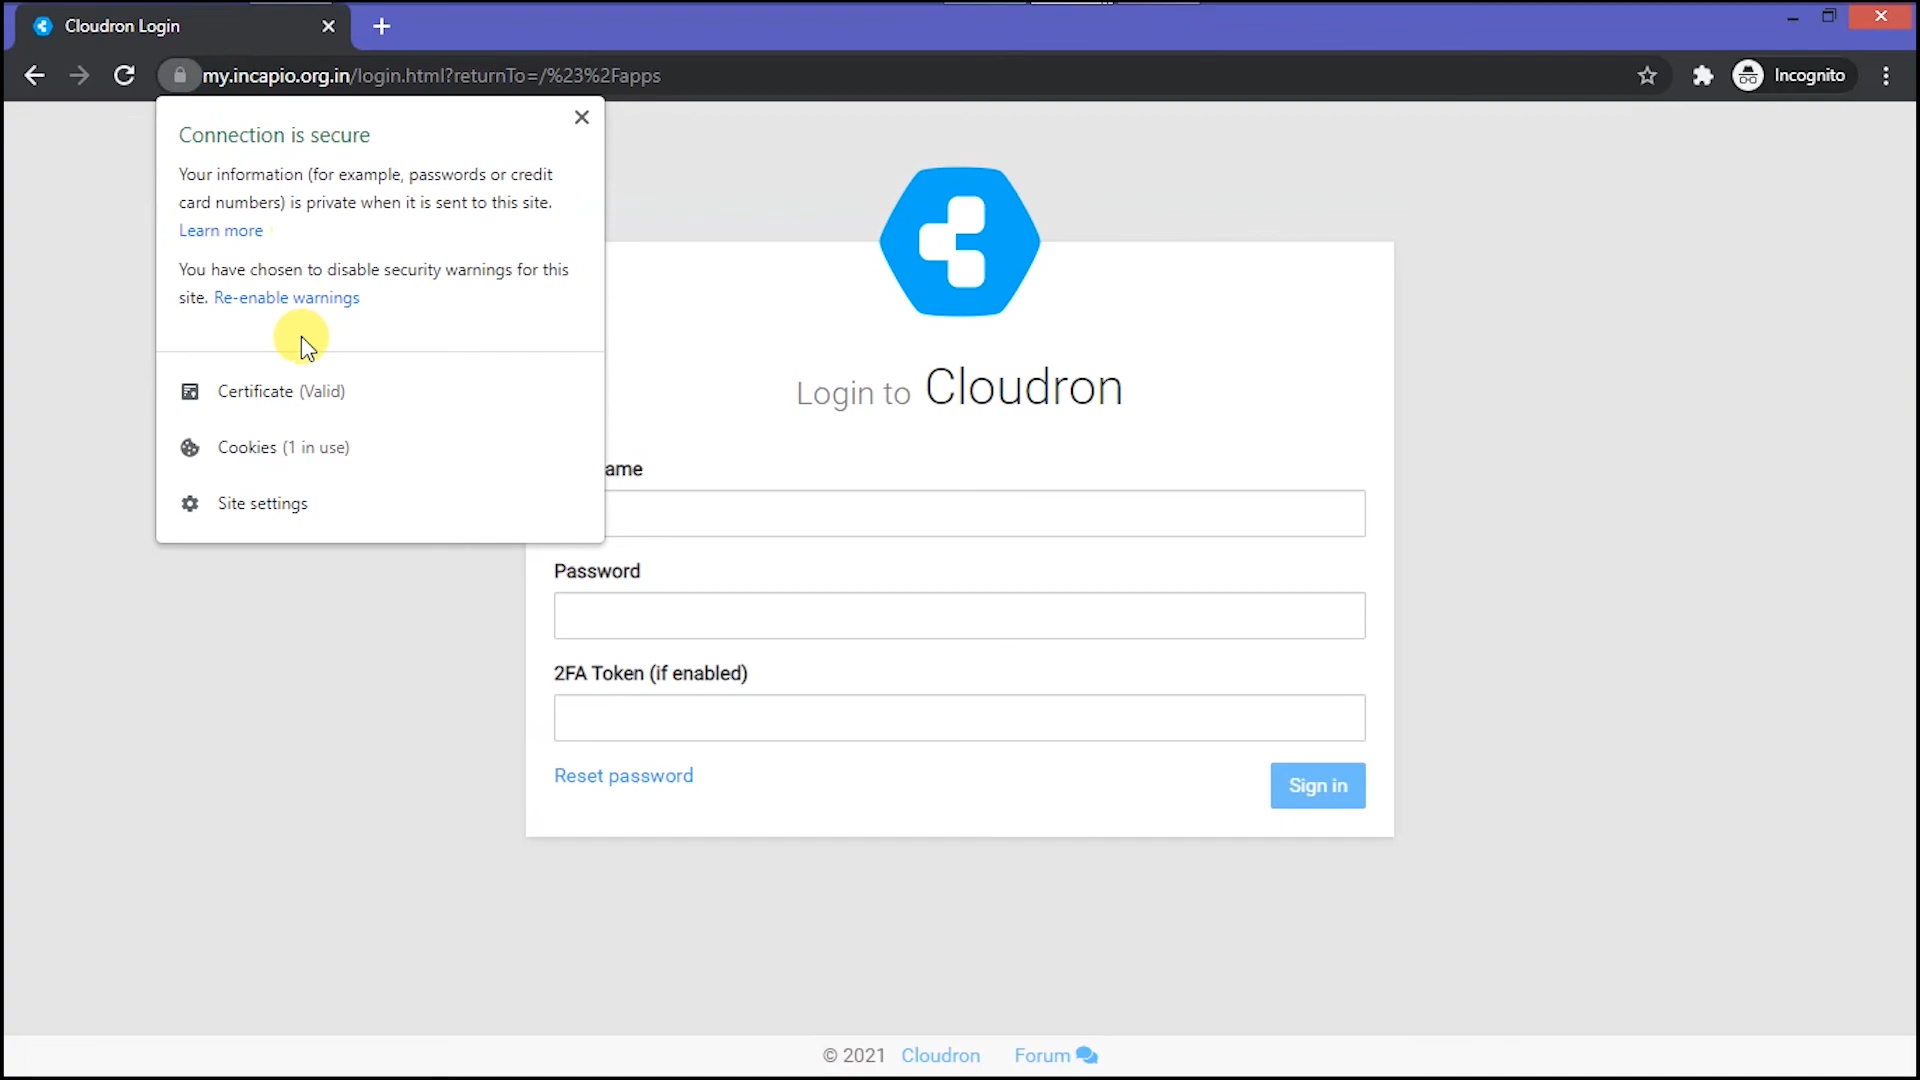 Cloudron Login
my.incapio.org.in/login.html?returnTo=/%23%2Fapps
Incognito
Connection is secure
Your information (for example, passwords or credit
card numbers) is private when it is sent to this site.
Learn more
You have chosen to disable security warnings for this
site. Re-enable warnings
Certificate (Valid)
Cookies (1 in use)
Site settings
Login to Cloudron
ame
Password
2FA Token (if enabled)
Reset password
Sign in
© 2021 Cloudron Forum